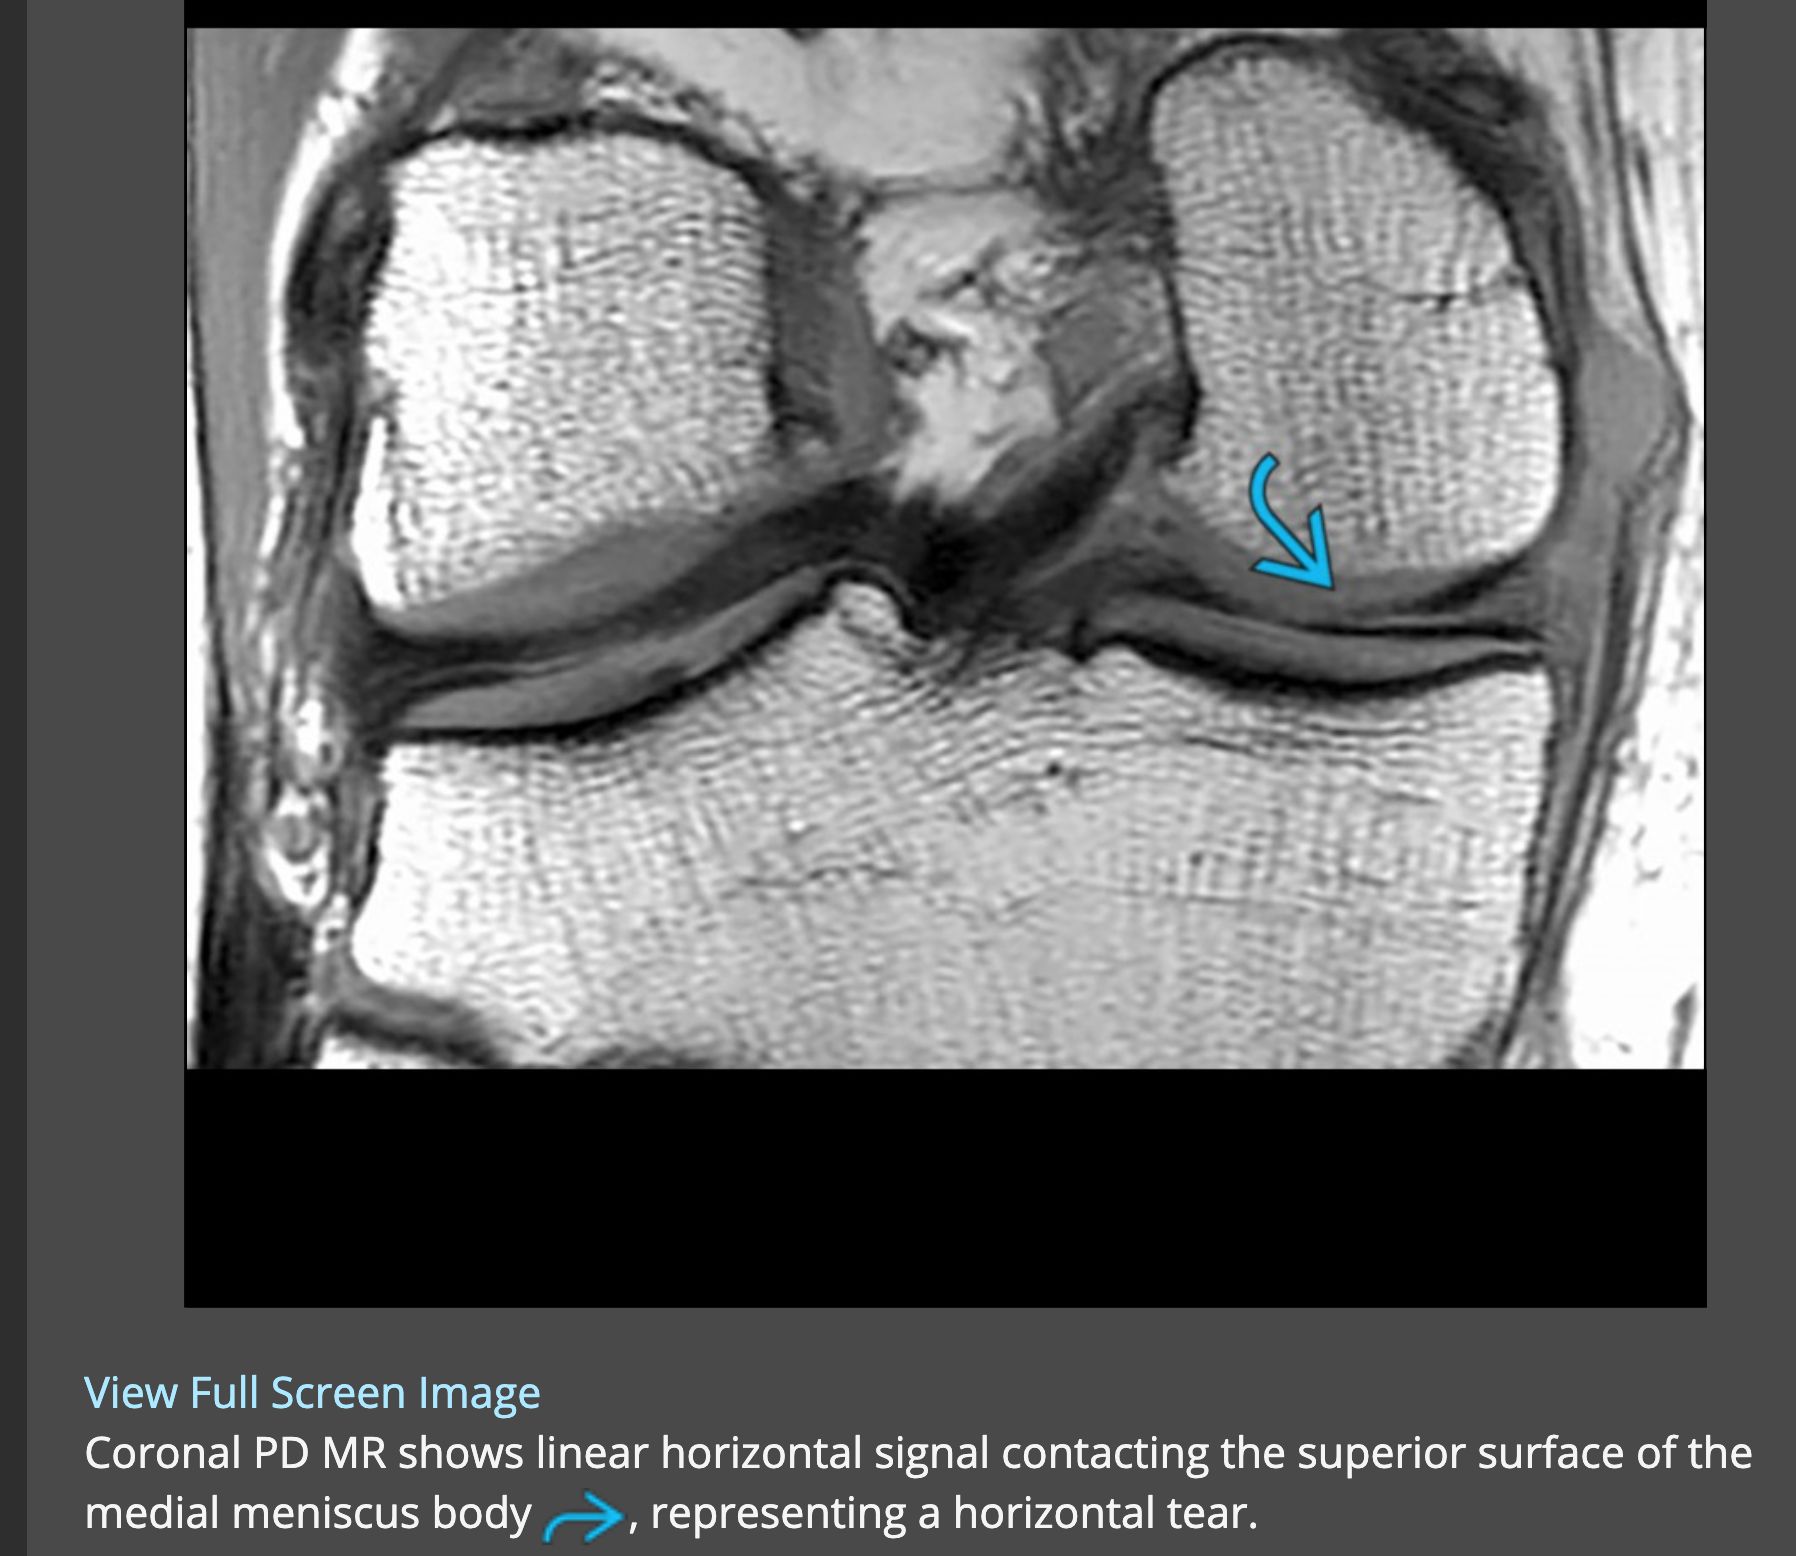 View Full Screen Image
Coronal PD MR shows linear horizontal signal contacting the superior surface of the
medial meniscus body , representing a horizontal tear.